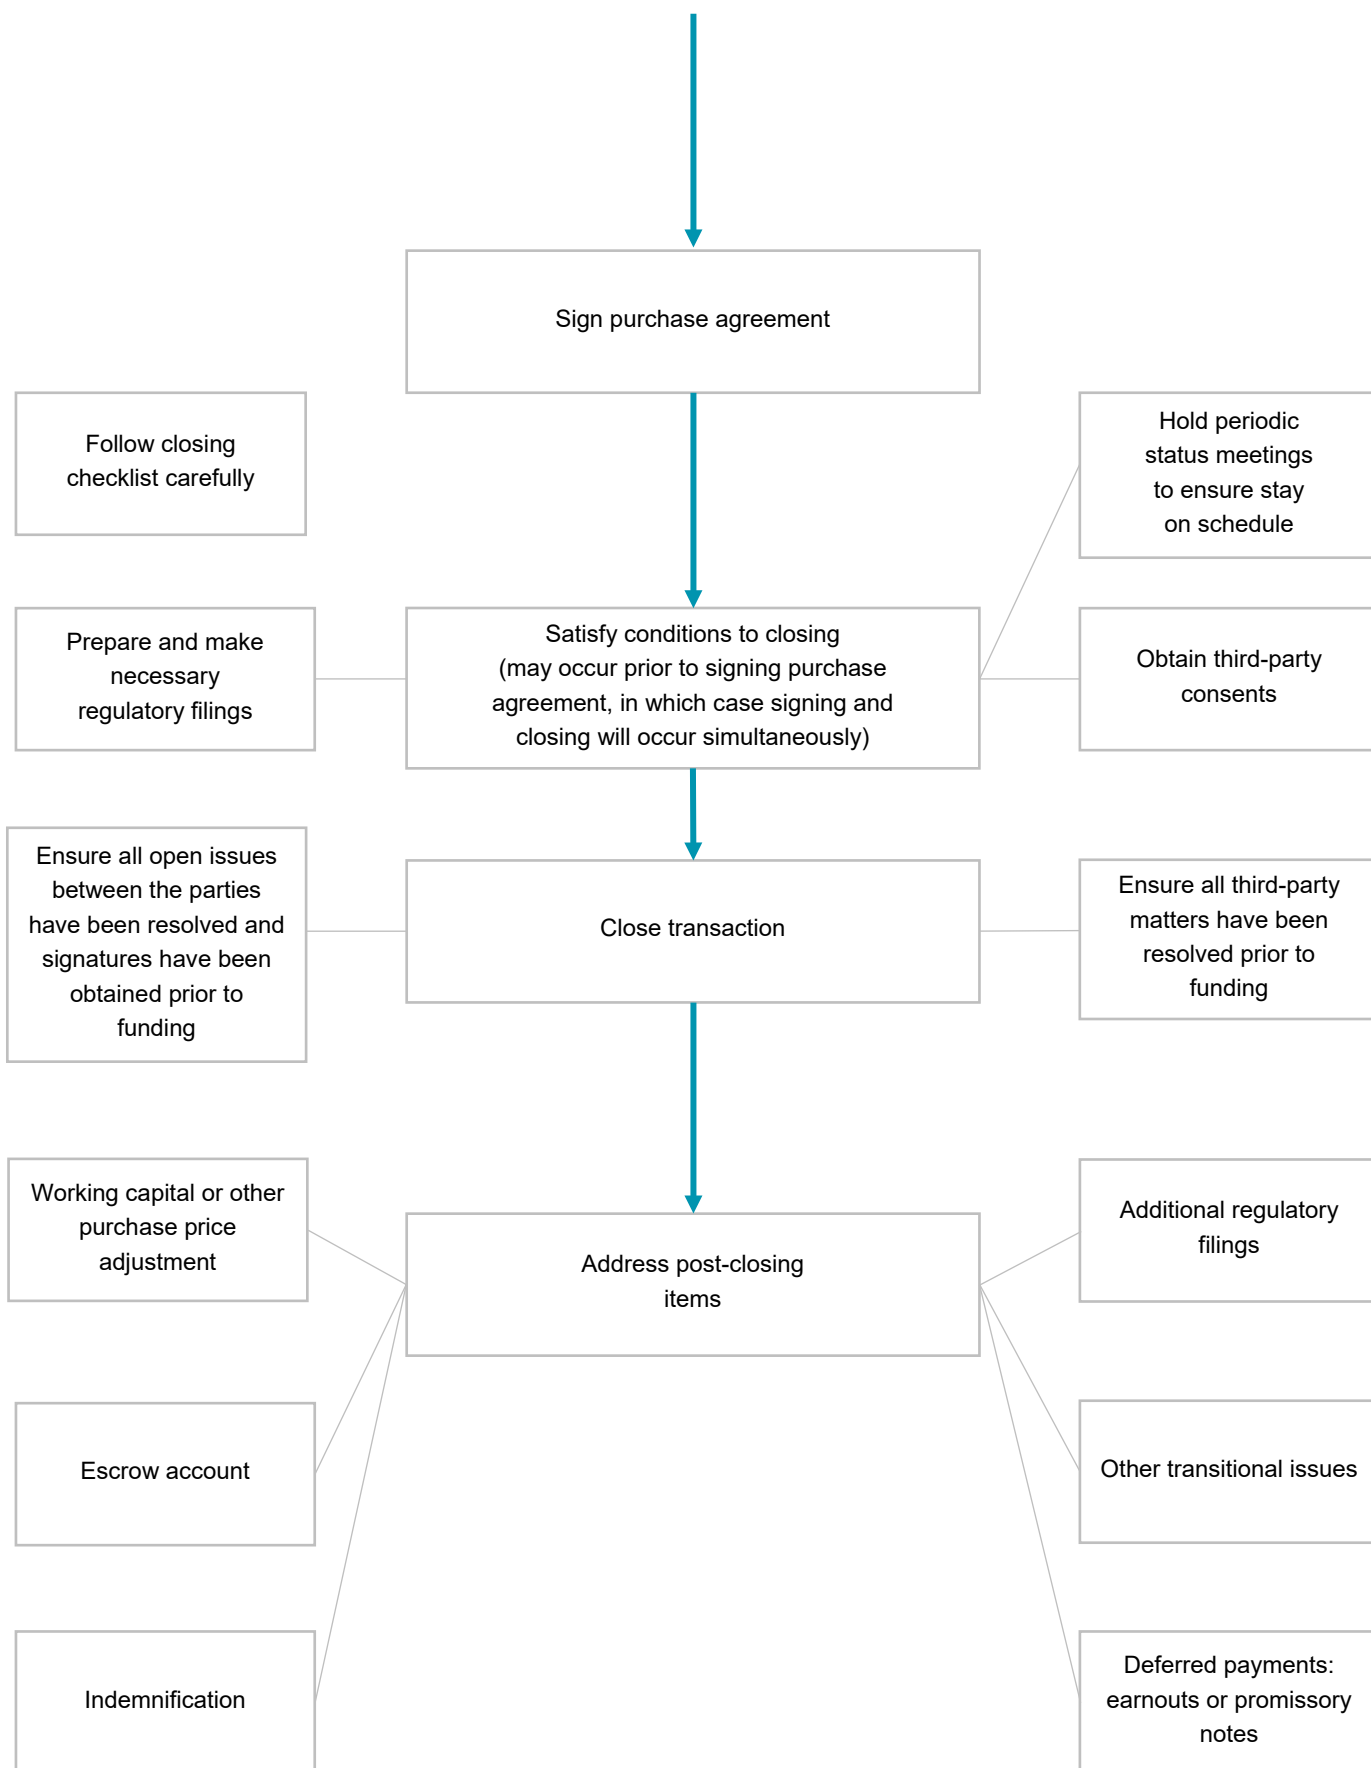 Sign purchase agreement
Follow closing
checklist carefully
Hold periodic
status meetings
to ensure stay
on schedule
Prepare and make
necessary
regulatory filings
Satisfy conditions to closing
(may occur prior to signing purchase
agreement, in which case signing and
closing will occur simultaneously)
Obtain third-party
consents
Ensure all open issues
between the parties
have been resolved and
signatures have been
obtained prior to
funding
Close transaction
Ensure all third-party
matters have been
resolved prior to
funding
Working capital or other
purchase price
adjustment
Address post-closing
items
Additional regulatory
filings
Escrow account
Other transitional issues
Indemnification
Deferred payments:
earnouts or promissory
notes